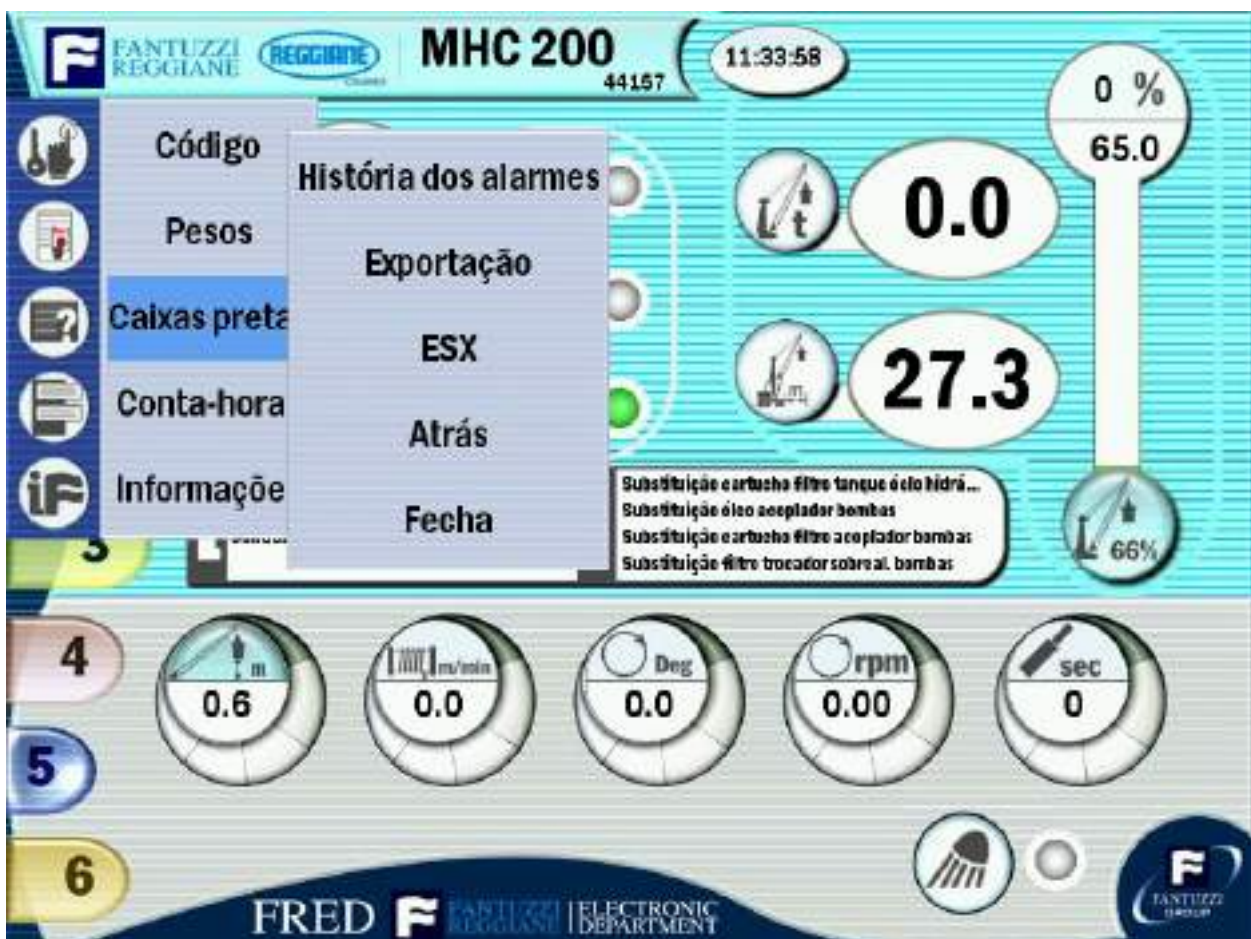 FANTUZZI
REGGIANE
REGGIANE
MHC 200
44157
11:33:58
0 %
65.0
Código
Pesos
Caixas preta
Conta-hora
Informaçõe
História dos alarmes
Exportação
ESX
Atrás
Fecha
t
0.0
m
27.3
iF
Substituição cartucho filtro tanque óelo hidrá...
Substituição óleo acoplador bombas
Substituição cartucho filtro acoplador bombas
Substituição filtro trocador sobreal. bombas
66%
3
4
m
0.6
m/min
0.0
Deg
0.0
rpm
0.00
sec
0
5
6
FRED
FANTUZZI
REGGIANE
ELECTRONIC
DEPARTMENT
F
FANTUZZI
GROUP